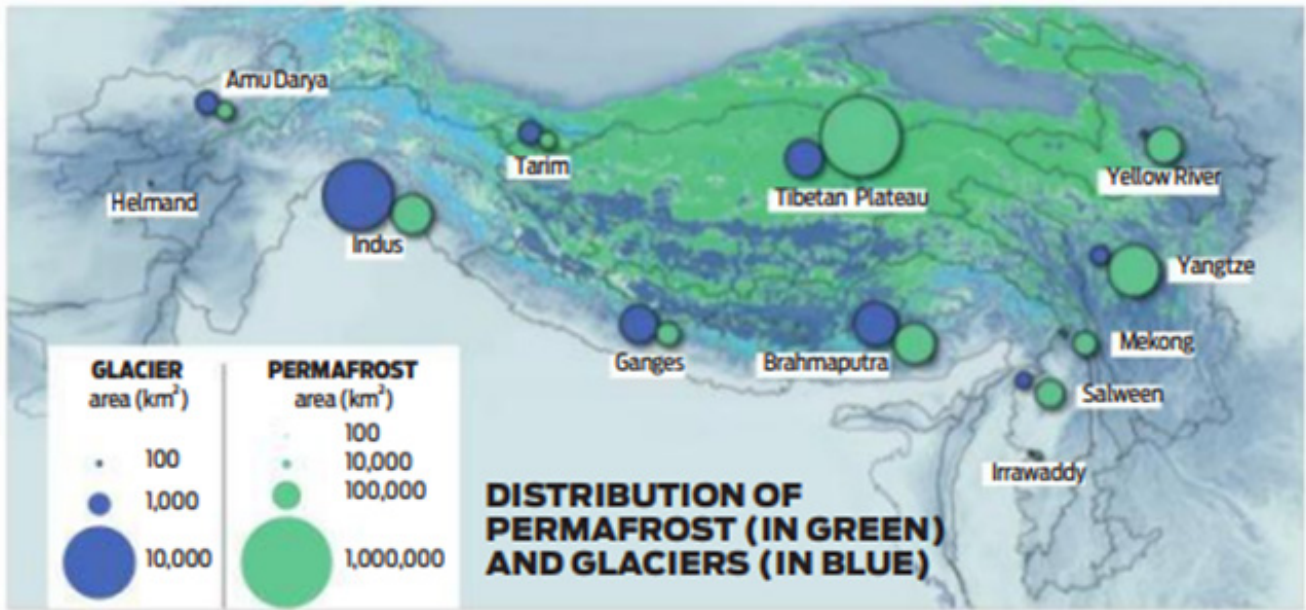 Amu Darya
Tarim
Helmand
Indus
Tibetan Plateau
Yellow River
Yangtze
Ganges
Brahmaputra
Mekong
Salween
Irrawaddy
GLACIER
area (km²)
100
1,000
10,000
PERMAFROST
area (km²)
100
10,000
100,000
1,000,000
DISTRIBUTION OF
PERMAFROST (IN GREEN)
AND GLACIERS (IN BLUE)